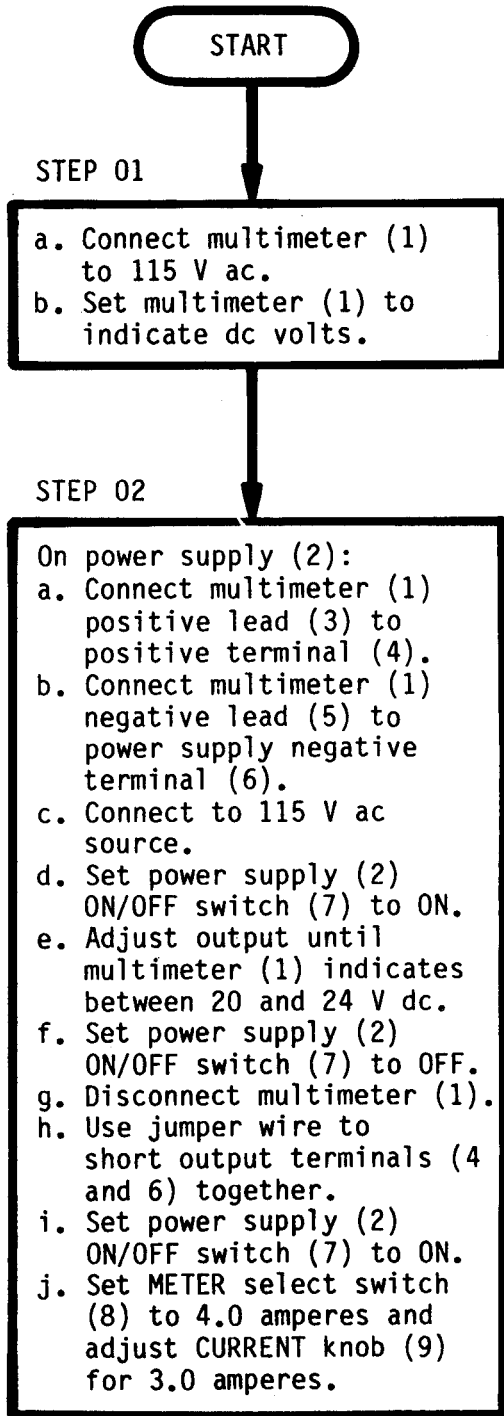 START
STEP 01
a. Connect multimeter (1)
to 115 V ac.
b. Set multimeter (1) to
indicate dc volts.
STEP 02
On power supply (2):
a. Connect multimeter (1)
positive lead (3) to
positive terminal (4).
b. Connect multimeter (1)
negative lead (5) to
power supply negative
terminal (6).
c. Connect to 115 V ac
source.
d. Set power supply (2)
ON/OFF switch (7) to ON.
e. Adjust output until
multimeter (1) indicates
between 20 and 24 V dc.
f. Set power supply (2)
ON/OFF switch (7) to OFF.
g. Disconnect multimeter (1).
h. Use jumper wire to
short output terminals (4
and 6) together.
i. Set power supply (2)
ON/OFF switch (7) to ON.
j. Set METER select switch
(8) to 4.0 amperes and
adjust CURRENT knob (9)
for 3.0 amperes.